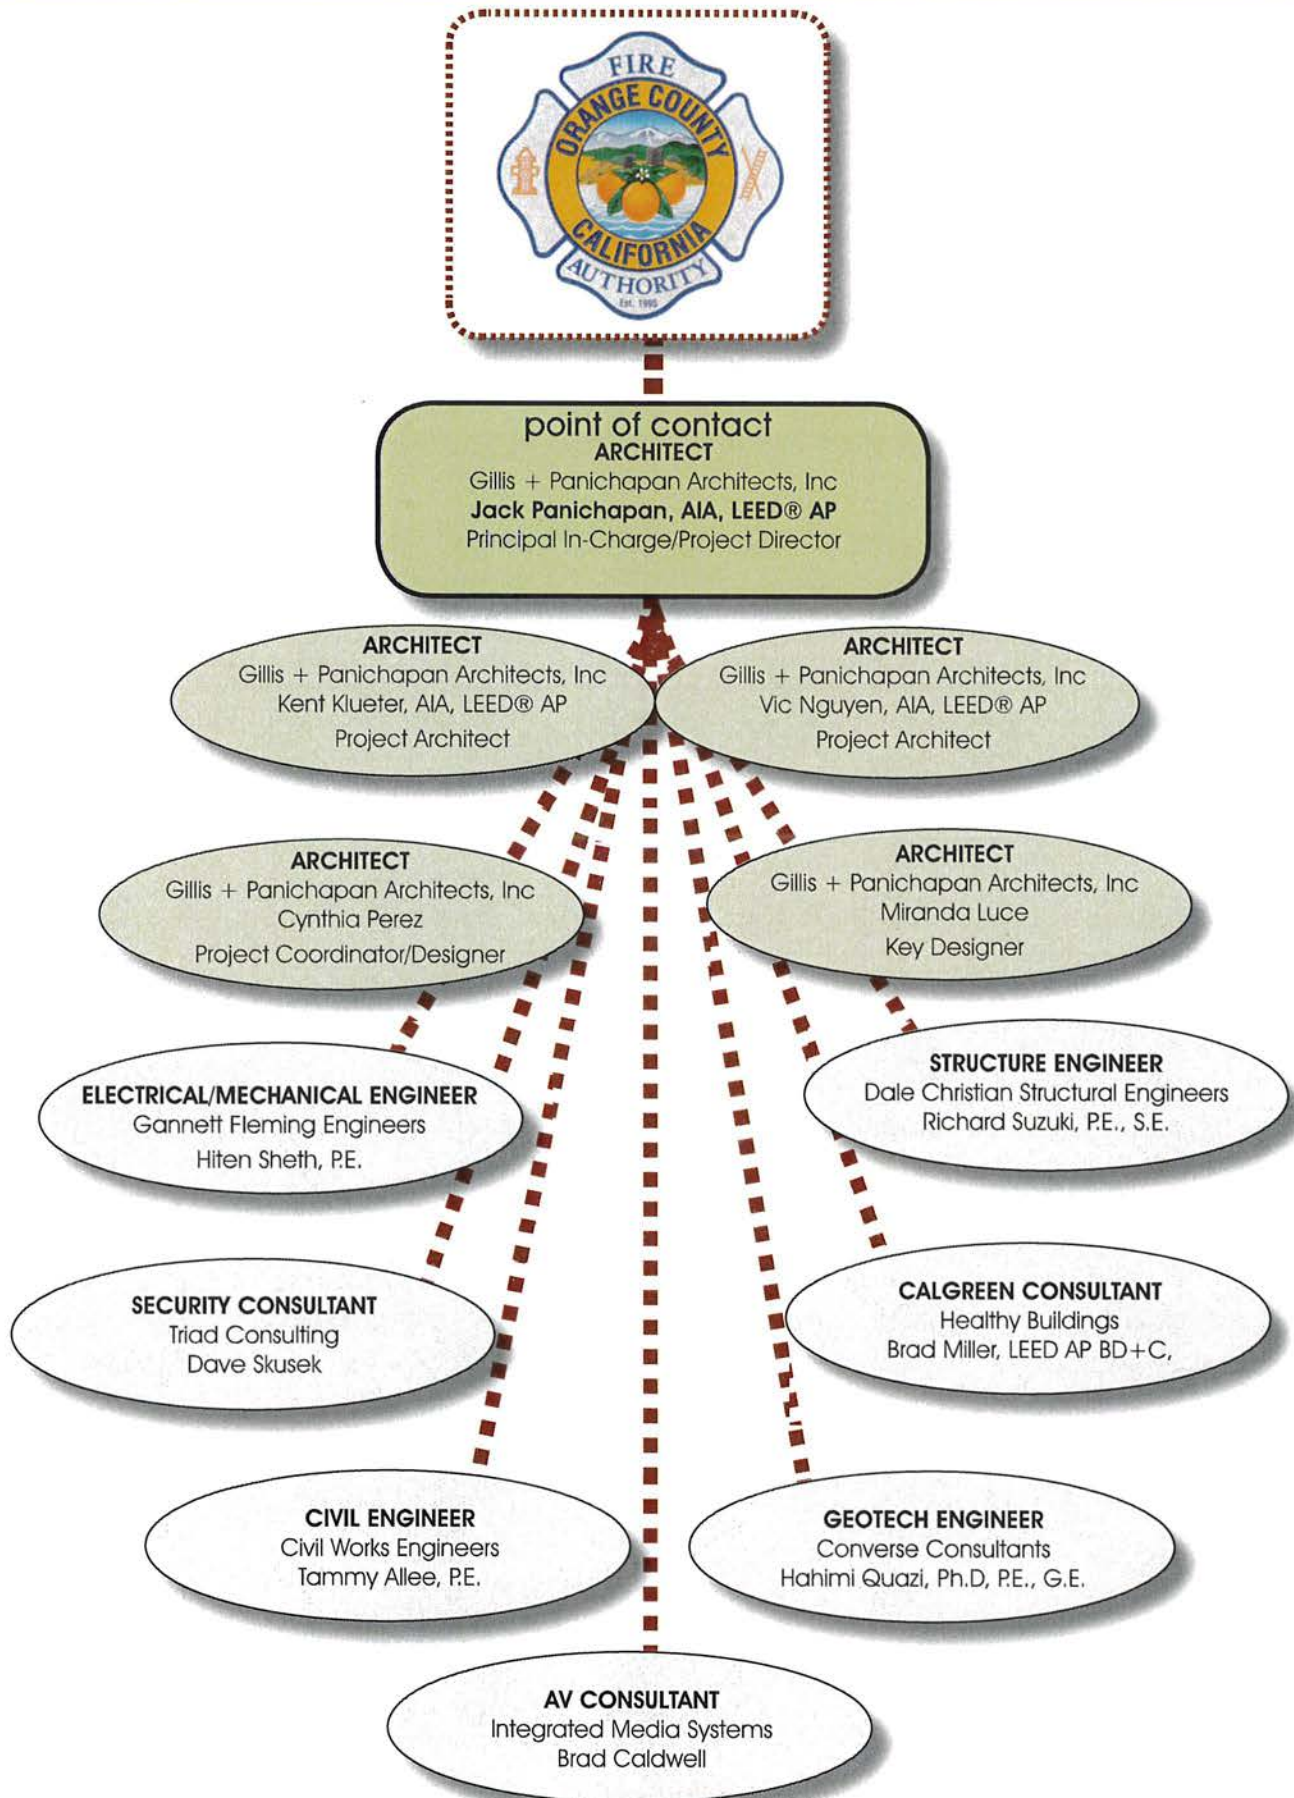 FIRE
ORANGE COUNTY
CALIFORNIA
AUTHORITY
Est. 1995
point of contact
ARCHITECT
Gillis + Panichapan Architects, Inc
Jack Panichapan, AIA, LEED® AP
Principal In-Charge/Project Director
ARCHITECT
Gillis + Panichapan Architects, Inc
Kent Klueter, AIA, LEED® AP
Project Architect
ARCHITECT
Gillis + Panichapan Architects, Inc
Vic Nguyen, AIA, LEED® AP
Project Architect
ARCHITECT
Gillis + Panichapan Architects, Inc
Cynthia Perez
Project Coordinator/Designer
ARCHITECT
Gillis + Panichapan Architects, Inc
Miranda Luce
Key Designer
ELECTRICAL/MECHANICAL ENGINEER
Gannett Fleming Engineers
Hiten Sheth, P.E.
STRUCTURE ENGINEER
Dale Christian Structural Engineers
Richard Suzuki, P.E., S.E.
SECURITY CONSULTANT
Triad Consulting
Dave Skusek
CALGREEN CONSULTANT
Healthy Buildings
Brad Miller, LEED AP BD+C,
CIVIL ENGINEER
Civil Works Engineers
Tammy Allee, P.E.
GEOTECH ENGINEER
Converse Consultants
Hahimi Quazi, Ph.D, P.E., G.E.
AV CONSULTANT
Integrated Media Systems
Brad Caldwell